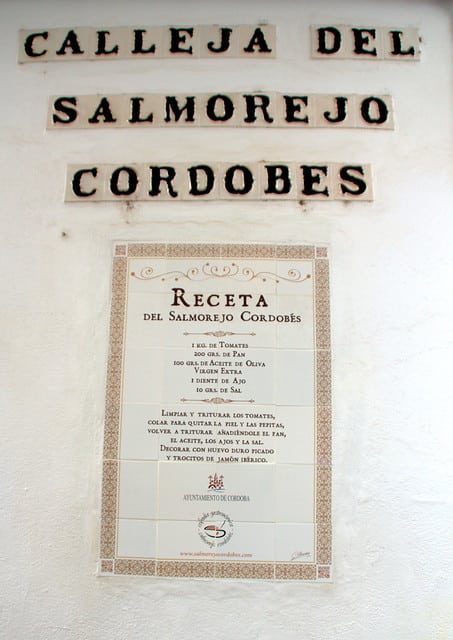 CALLEJA DEL
SALMOREJO
CORDOBES
RECETA
DEL SALMOREJO CORDOBÉS
1 KG. DE TOMATES
200 GRS. DE PAN
100 GRS. DE ACEITE DE OLIVA
VIRGEN EXTRA
1 DIENTE DE AJO
10 GRS. DE SAL
LIMPIAR Y TRITURAR LOS TOMATES,
COLAR PARA QUITAR LA PIEL Y LAS PEPITAS,
VOLVER A TRITURAR AÑADIÉNDOLE EL PAN,
EL ACEITE, LOS AJOS Y LA SAL.
DECORAR CON HUEVO DURO PICADO
Y TROCITOS DE JAMÓN IBÉRICO.
AYUNTAMIENTO DE CORDOBA
www.salmorejocordobes.com